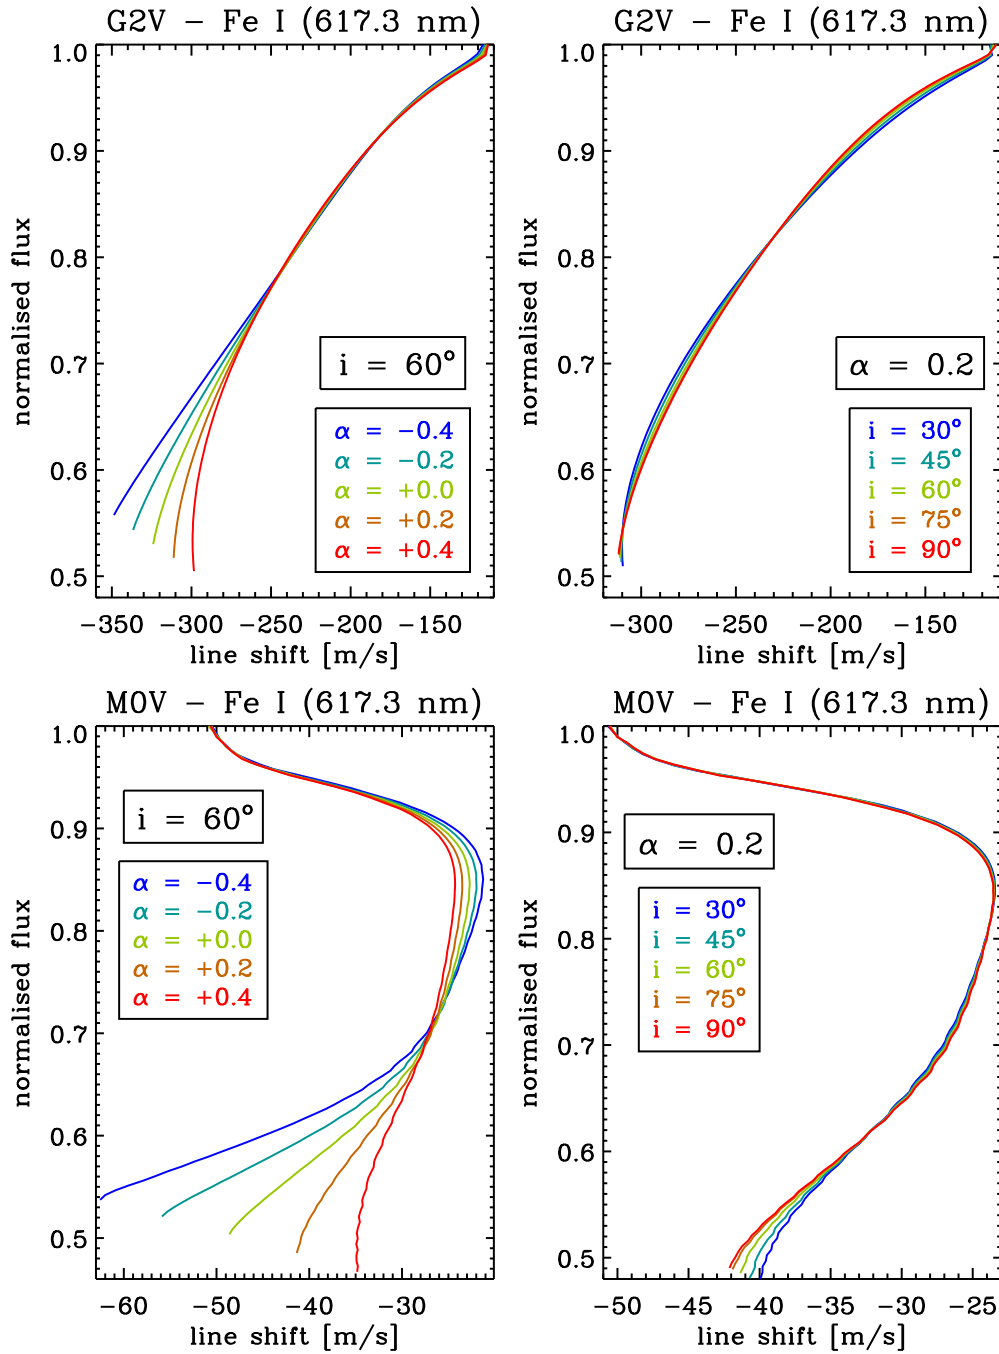 G2V – Fe I (617.3 nm)
1.0
0.9
0.8
0.7
0.6
0.5
normalised flux
i = 60°
α = −0.4
α = −0.2
α = +0.0
α = +0.2
α = +0.4
−350 −300 −250 −200 −150
line shift [m/s]
G2V – Fe I (617.3 nm)
1.0
0.9
0.8
0.7
0.6
0.5
normalised flux
α = 0.2
i = 30°
i = 45°
i = 60°
i = 75°
i = 90°
−300 −250 −200 −150
line shift [m/s]
M0V – Fe I (617.3 nm)
1.0
0.9
0.8
0.7
0.6
0.5
normalised flux
i = 60°
α = −0.4
α = −0.2
α = +0.0
α = +0.2
α = +0.4
−60 −50 −40 −30
line shift [m/s]
M0V – Fe I (617.3 nm)
1.0
0.9
0.8
0.7
0.6
0.5
normalised flux
α = 0.2
i = 30°
i = 45°
i = 60°
i = 75°
i = 90°
−50 −45 −40 −35 −30 −25
line shift [m/s]